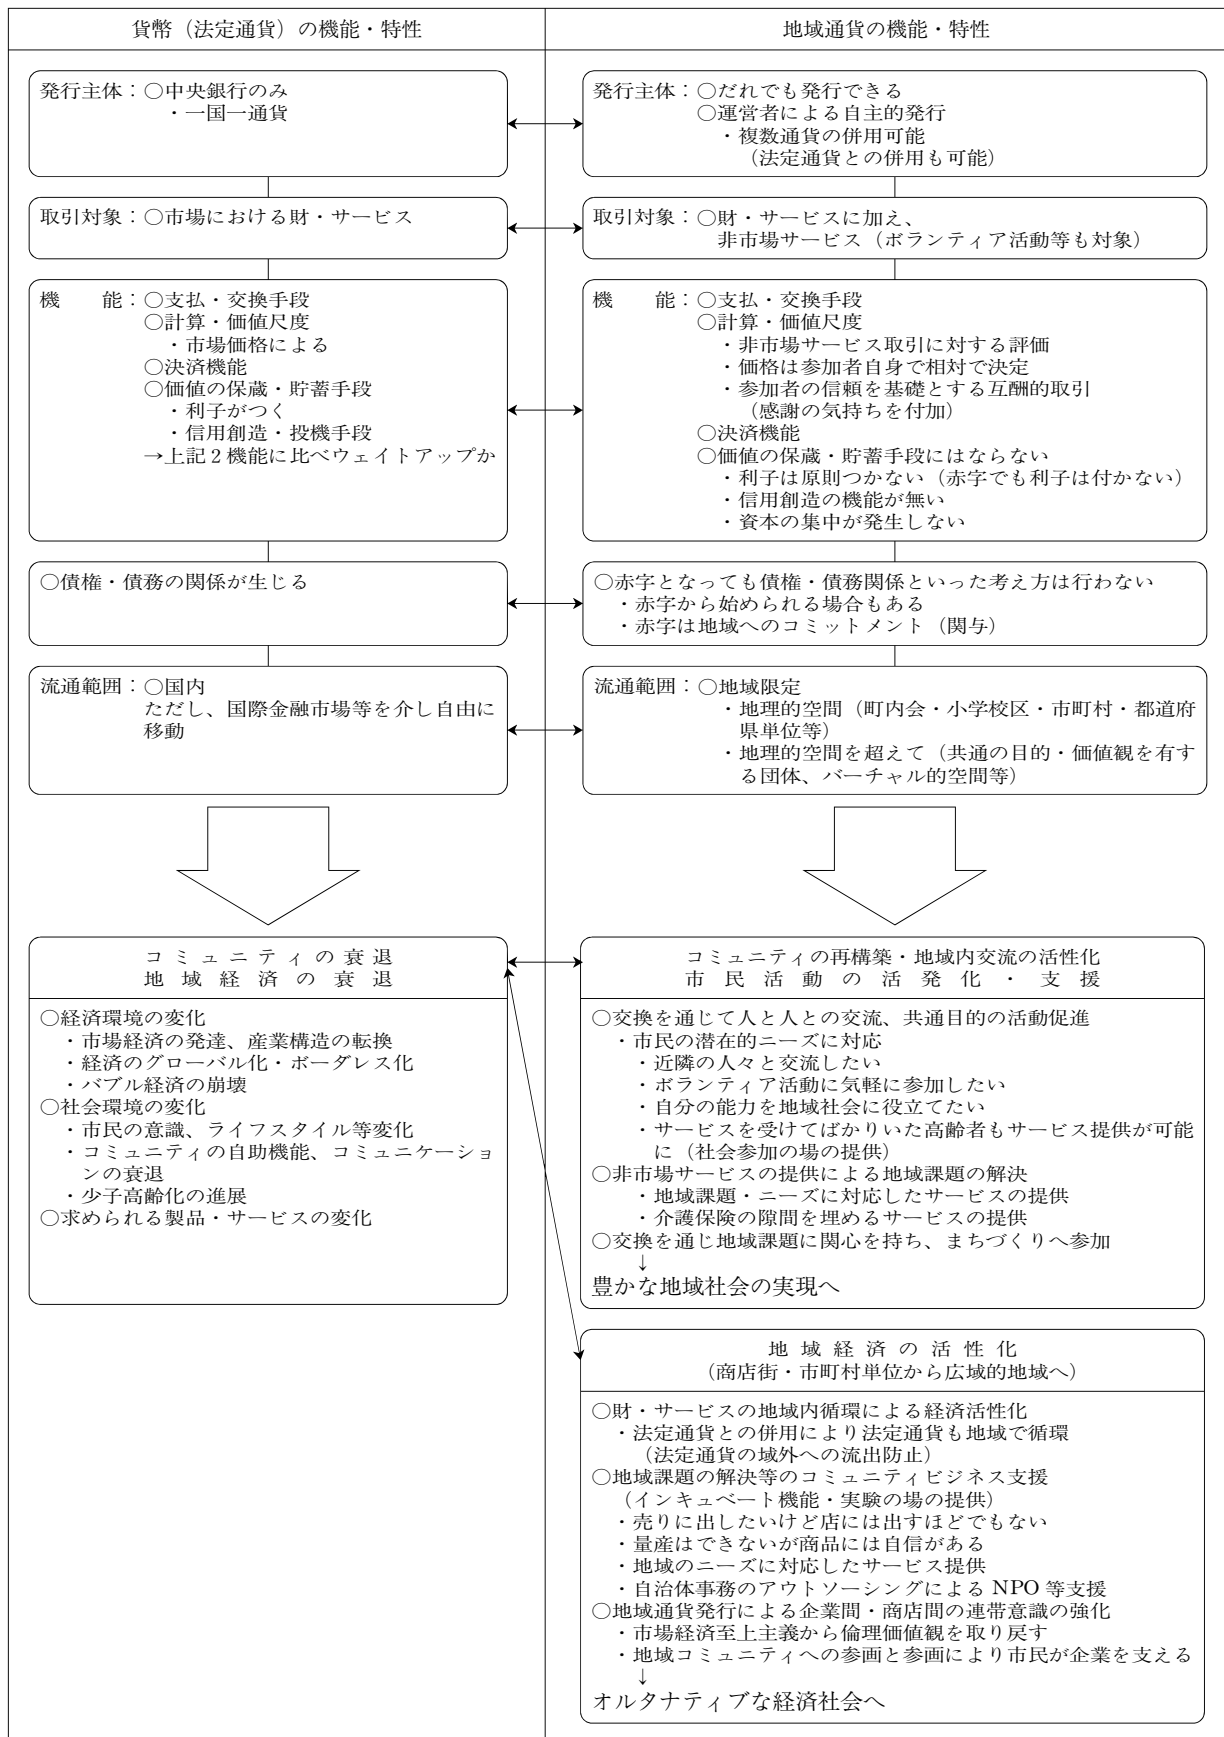 貨幣（法定通貨）の機能・特性
地域通貨の機能・特性
発行主体：○中央銀行のみ
・一国一通貨
発行主体：○だれでも発行できる
○運営者による自主的発行
・複数通貨の併用可能
（法定通貨との併用も可能）
取引対象：○市場における財・サービス
取引対象：○財・サービスに加え、
非市場サービス（ボランティア活動等も対象）
機　　能：○支払・交換手段
○計算・価値尺度
・市場価格による
○決済機能
○価値の保蔵・貯蓄手段
・利子がつく
・信用創造・投機手段
→上記２機能に比べウェイトアップか
機　　能：○支払・交換手段
○計算・価値尺度
・非市場サービス取引に対する評価
・価格は参加者自身で相対で決定
・参加者の信頼を基礎とする互酬的取引
（感謝の気持ちを付加）
○決済機能
○価値の保蔵・貯蓄手段にはならない
・利子は原則つかない（赤字でも利子は付かない）
・信用創造の機能が無い
・資本の集中が発生しない
○債権・債務の関係が生じる
○赤字となっても債権・債務関係といった考え方は行わない
・赤字から始められる場合もある
・赤字は地域へのコミットメント（関与）
流通範囲：○国内
ただし、国際金融市場等を介し自由に
移動
流通範囲：○地域限定
・地理的空間（町内会・小学校区・市町村・都道府
県単位等）
・地理的空間を超えて（共通の目的・価値観を有す
る団体、バーチャル的空間等）
コミュニティの衰退
地域経済の衰退
○経済環境の変化
・市場経済の発達、産業構造の転換
・経済のグローバル化・ボーダレス化
・バブル経済の崩壊
○社会環境の変化
・市民の意識、ライフスタイル等変化
・コミュニティの自助機能、コミュニケーショ
ンの衰退
・少子高齢化の進展
○求められる製品・サービスの変化
コミュニティの再構築・地域内交流の活性化
市民活動の活発化・支援
○交換を通じて人と人との交流、共通目的の活動促進
・市民の潜在的ニーズに対応
・近隣の人々と交流したい
・ボランティア活動に気軽に参加したい
・自分の能力を地域社会に役立てたい
・サービスを受けてばかりいた高齢者もサービス提供が可能
に（社会参加の場の提供）
○非市場サービスの提供による地域課題の解決
・地域課題・ニーズに対応したサービスの提供
・介護保険の隙間を埋めるサービスの提供
○交換を通じ地域課題に関心を持ち、まちづくりへ参加
↓
豊かな地域社会の実現へ
地域経済の活性化
（商店街・市町村単位から広域的地域へ）
○財・サービスの地域内循環による経済活性化
・法定通貨との併用により法定通貨も地域で循環
（法定通貨の域外への流出防止）
○地域課題の解決等のコミュニティビジネス支援
（インキュベート機能・実験の場の提供）
・売りに出したいけど店には出すほどでもない
・量産はできないが商品には自信がある
・地域のニーズに対応したサービス提供
・自治体事務のアウトソーシングによる NPO 等支援
○地域通貨発行による企業間・商店間の連帯意識の強化
・市場経済至上主義から倫理価値観を取り戻す
・地域コミュニティへの参画と参画により市民が企業を支える
↓
オルタナティブな経済社会へ